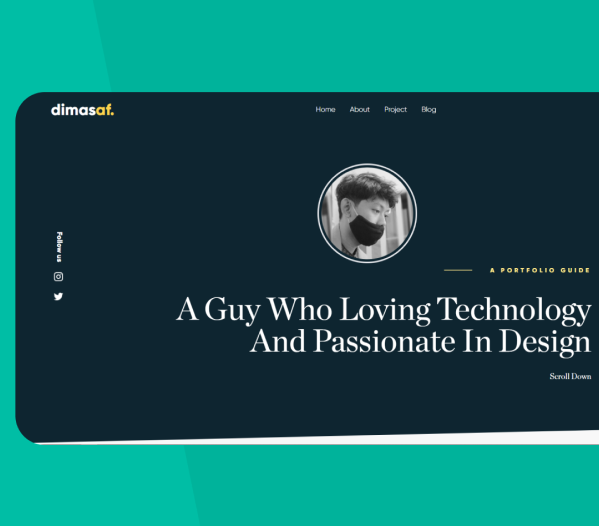 dimasaf.
Home About Project Blog
Follow us
A PORTFOLIO GUIDE
A Guy Who Loving Technology
And Passionate In Design
Scroll Down